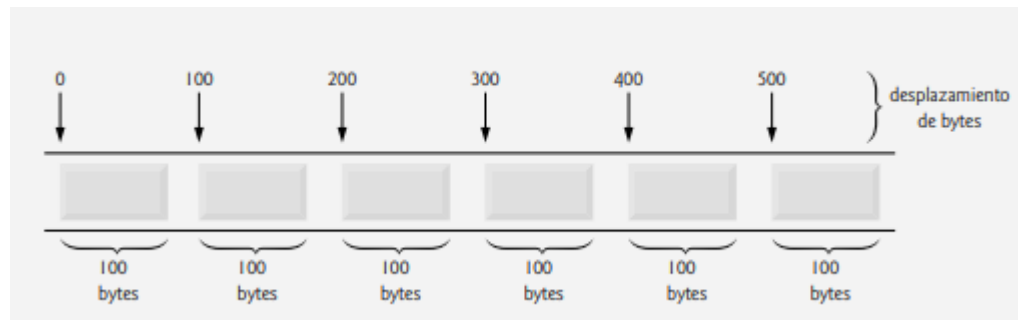 0 100 200 300 400 500
desplazamiento
de bytes
100 100 100 100 100 100
bytes bytes bytes bytes bytes bytes